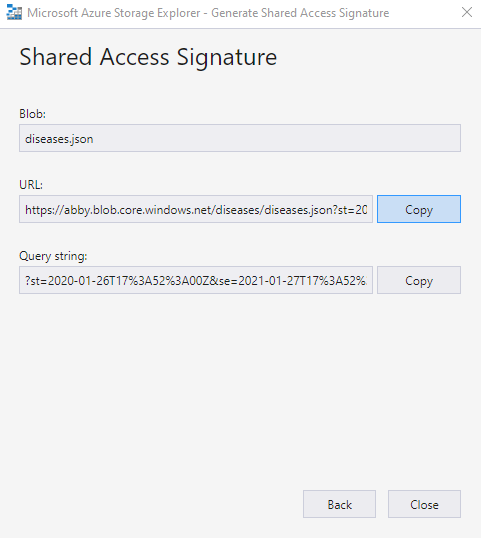 Microsoft Azure Storage Explorer - Generate Shared Access Signature
Shared Access Signature
Blob:
diseases.json
URL:
https://abby.blob.core.windows.net/diseases/diseases.json?st=20
Copy
Query string:
?st=2020-01-26T17%3A52%3A00Z&se=2021-01-27T17%3A52%
Copy
Back
Close